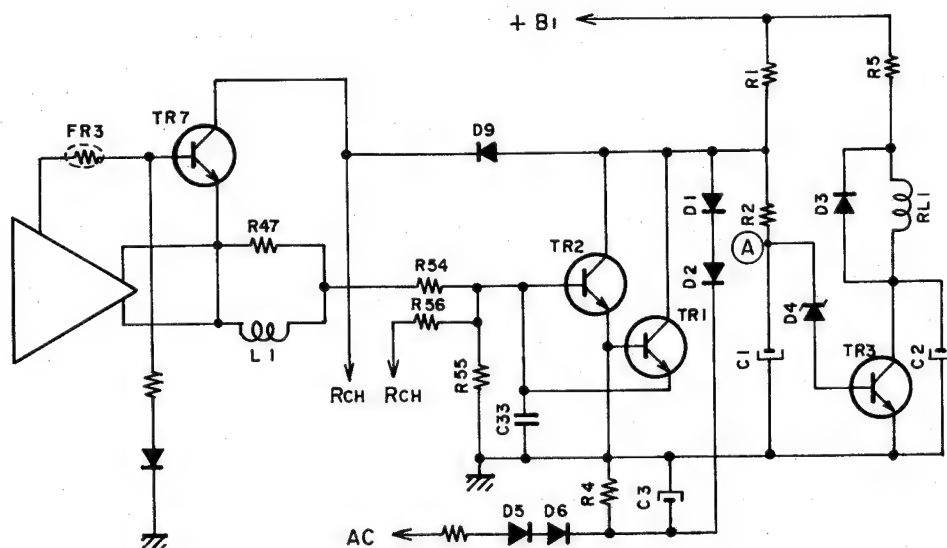 + B1
R1
R5
TR7
FR3
D9
D1
R2
D3
RL1
R47
TR2
A
D2
R54
R56
TR1
D4
L1
C1
TR3
C2
RCH
RCH
R55
C33
R4
C3
D5
D6
AC